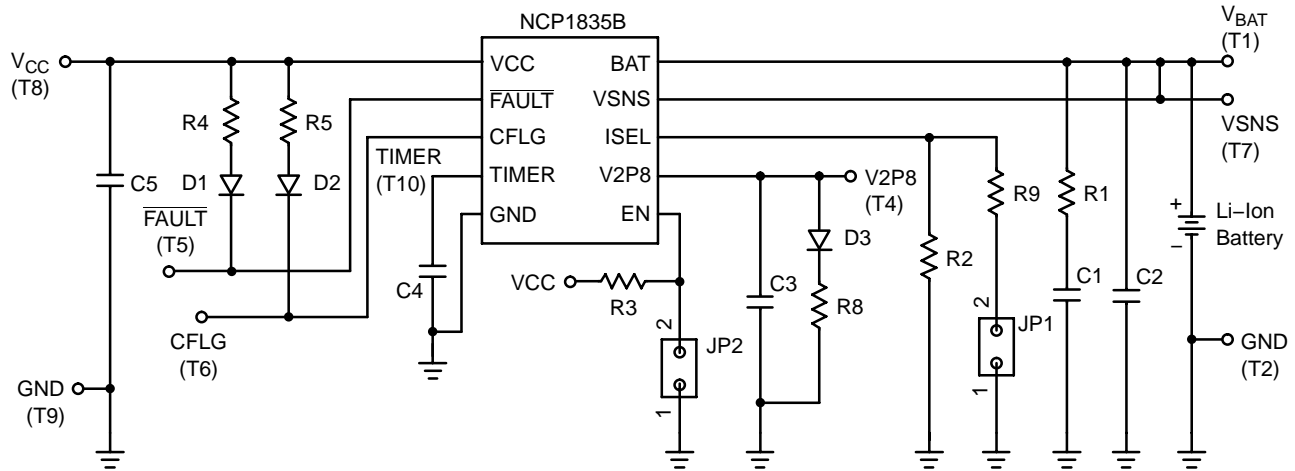 NCP1835B
VCC
(T8)
VCC
FAULT
CFLG
TIMER
GND
BAT
VSNS
ISEL
V2P8
EN
VBAT
(T1)
VSNS
(T7)
R4
R5
D1
D2
C5
FAULT
(T5)
CFLG
(T6)
GND
(T9)
TIMER
(T10)
C4
VCC
R3
2
JP2
1
V2P8
(T4)
D3
C3
R8
R2
R9
2
JP1
1
R1
C1
C2
+
Li–Ion
Battery
–
GND
(T2)